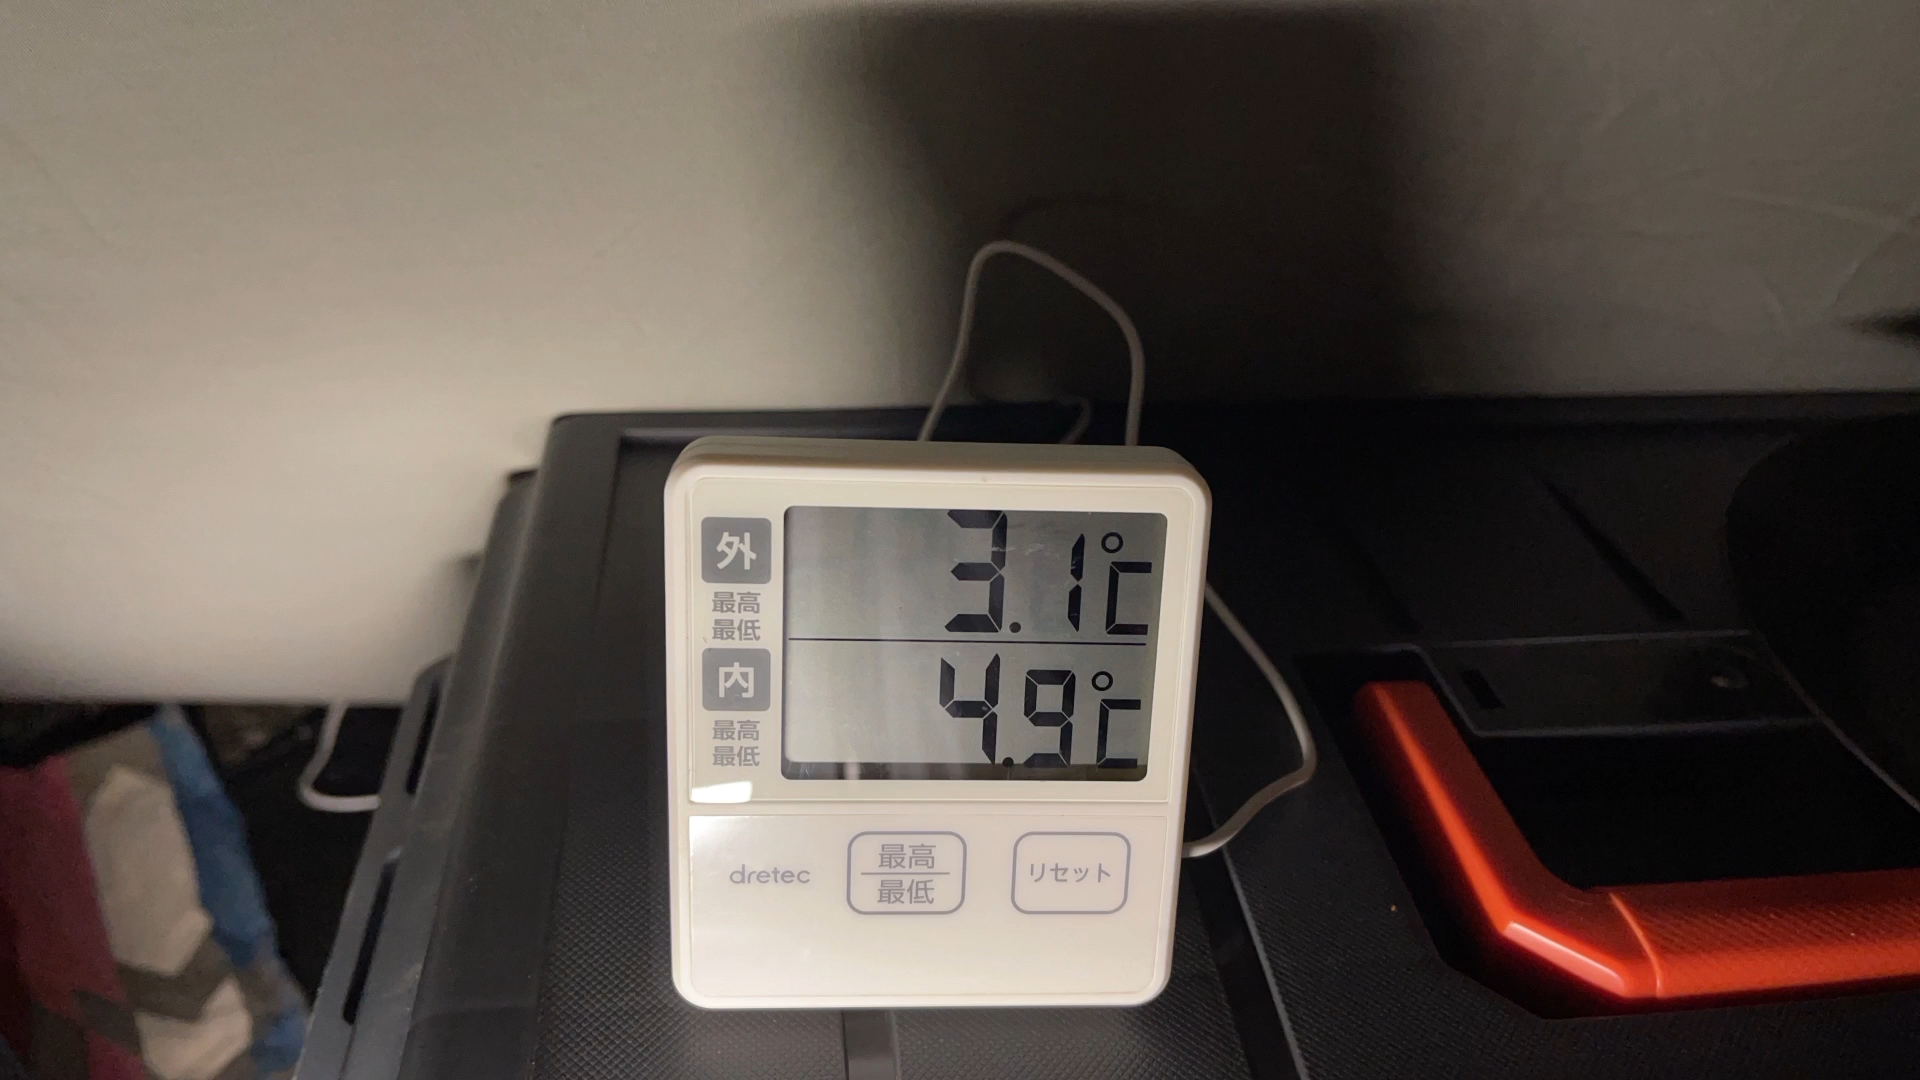 外
3.1℃
最高
最低
内
4.9℃
最高
最低
dretec
最高
最低
リセット